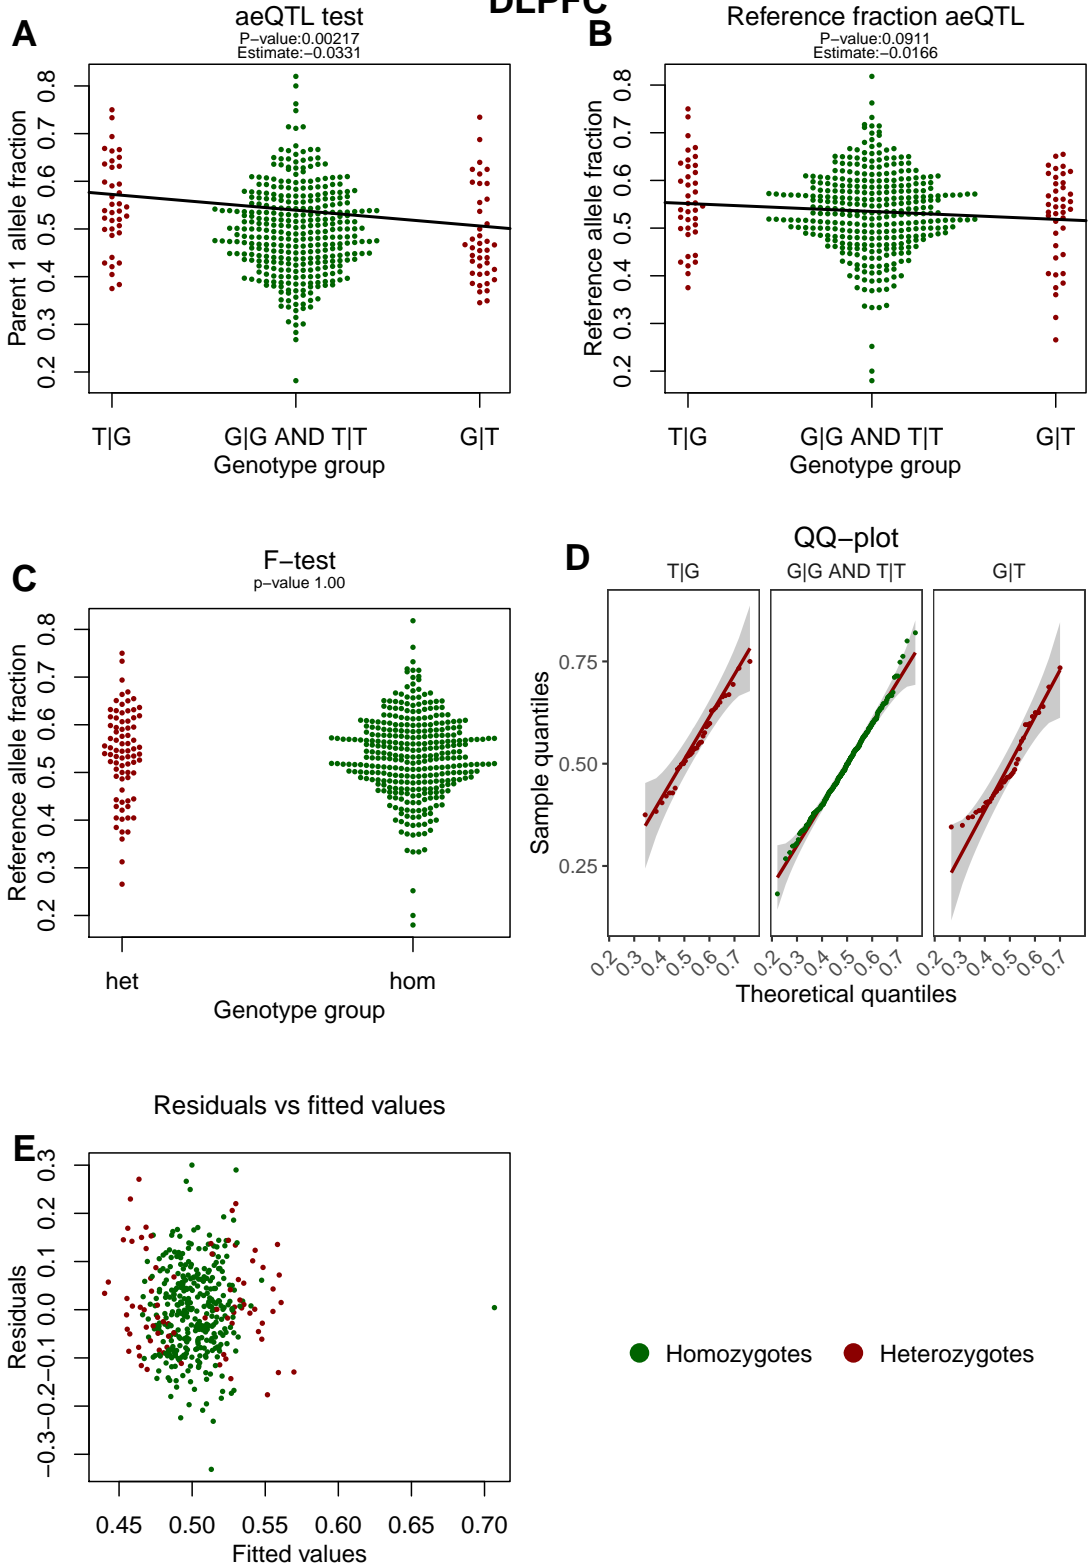 DLPFC
A
aeQTL test
P−value:0.00217
Estimate:−0.0331
Parent 1 allele fraction
0.8
0.7
0.6
0.5
0.4
0.3
0.2
T|G
G|G AND T|T
G|T
Genotype group
B
Reference fraction aeQTL
P−value:0.0911
Estimate:−0.0166
Reference allele fraction
0.8
0.7
0.6
0.5
0.4
0.3
0.2
T|G
G|G AND T|T
G|T
Genotype group
C
F−test
p−value 1.00
Reference allele fraction
0.8
0.7
0.6
0.5
0.4
0.3
0.2
het
hom
Genotype group
D
QQ−plot
T|G
G|G AND T|T
G|T
Sample quantiles
0.75
0.50
0.25
0.2 0.3 0.4 0.5 0.6 0.7
0.2 0.3 0.4 0.5 0.6 0.7
0.2 0.3 0.4 0.5 0.6 0.7
Theoretical quantiles
E
Residuals vs fitted values
Residuals
0.3
0.2
0.1
0.0
−0.1
−0.2
−0.3
0.45 0.50 0.55 0.60 0.65 0.70
Fitted values
Homozygotes
Heterozygotes